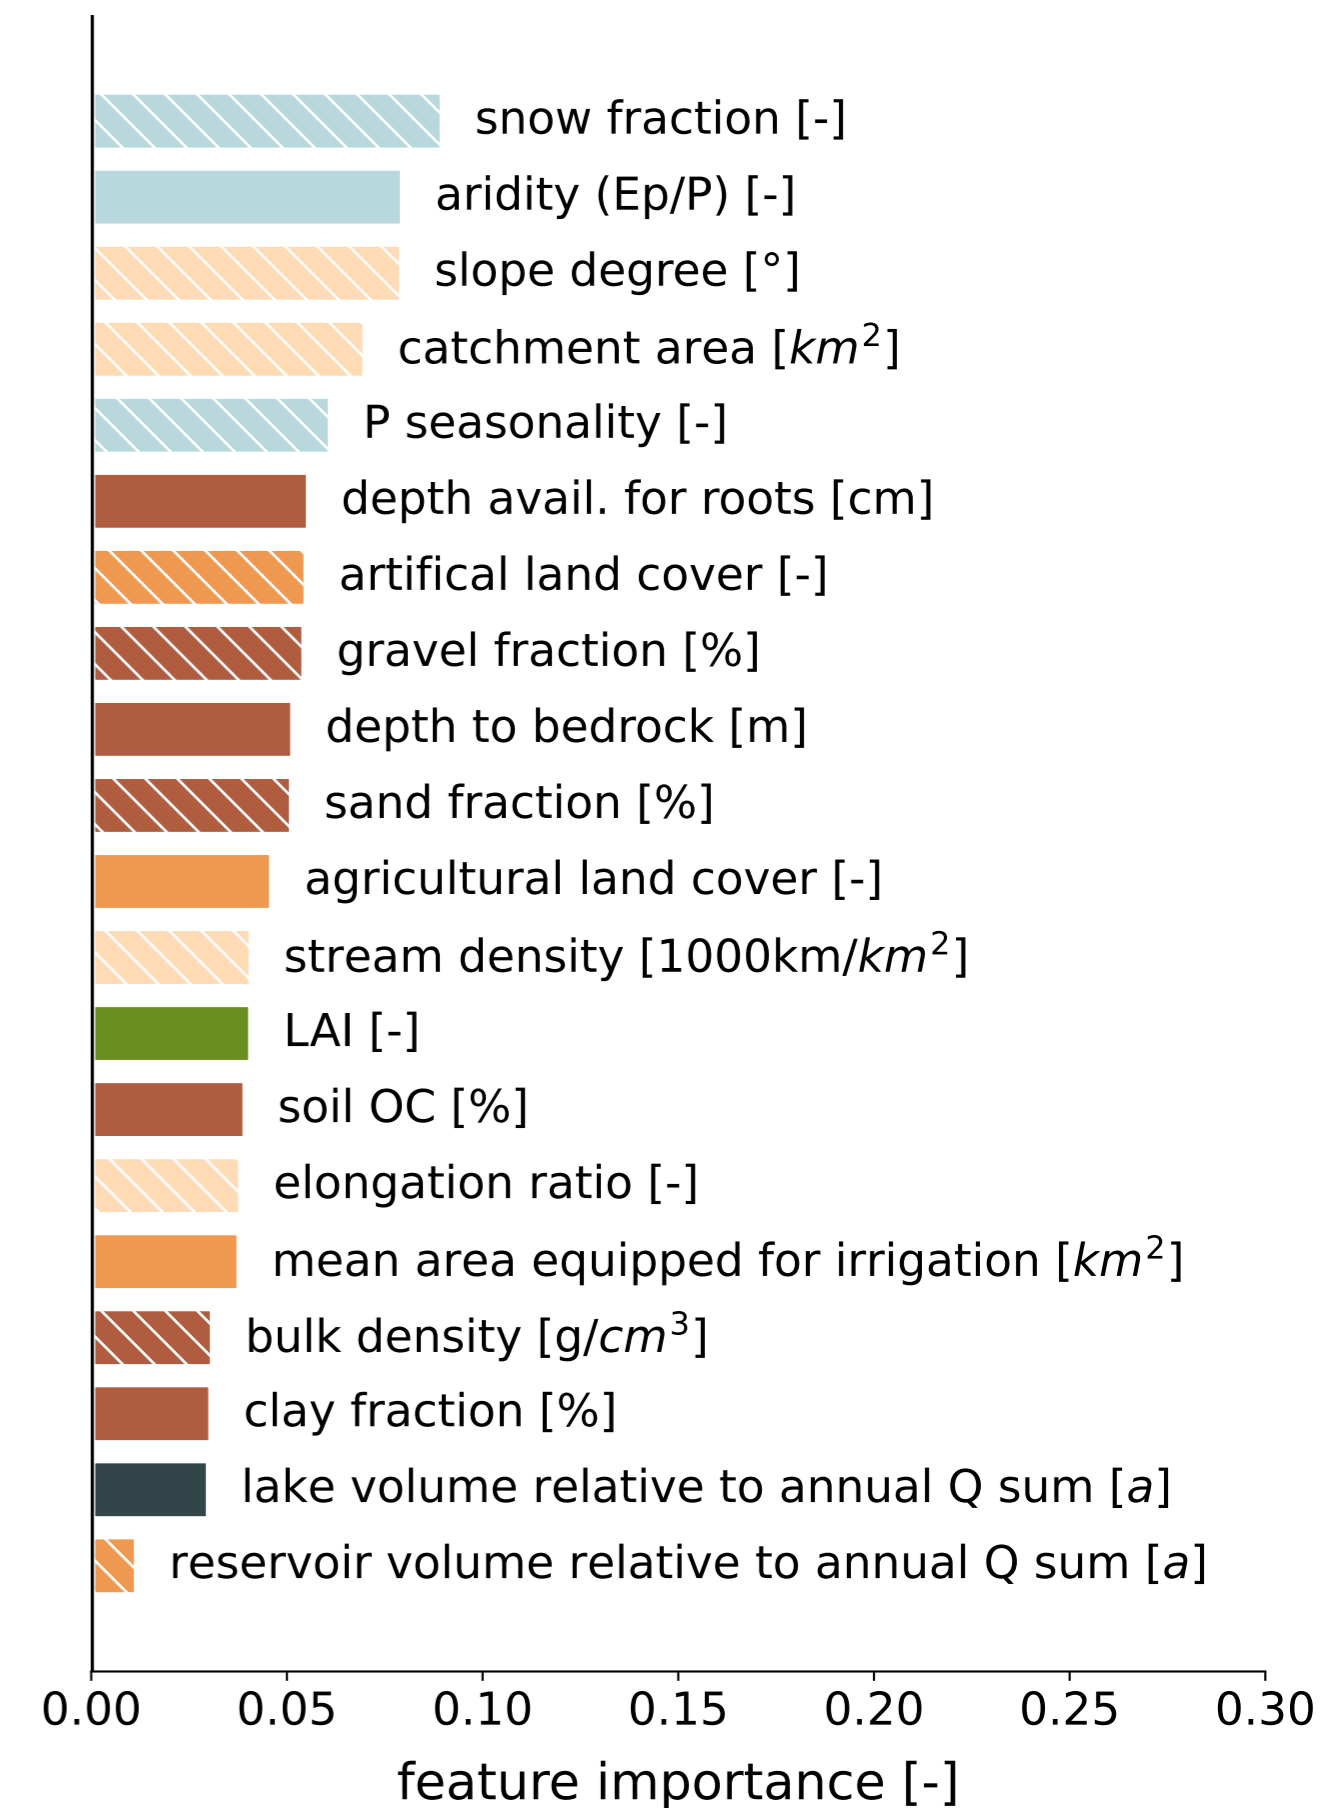 snow fraction [-]
aridity (Ep/P) [-]
slope degree [°]
catchment area [km²]
P seasonality [-]
depth avail. for roots [cm]
artifical land cover [-]
gravel fraction [%]
depth to bedrock [m]
sand fraction [%]
agricultural land cover [-]
stream density [1000km/km²]
LAI [-]
soil OC [%]
elongation ratio [-]
mean area equipped for irrigation [km²]
bulk density [g/cm³]
clay fraction [%]
lake volume relative to annual Q sum [a]
reservoir volume relative to annual Q sum [a]
0.00 0.05 0.10 0.15 0.20 0.25 0.30
feature importance [-]